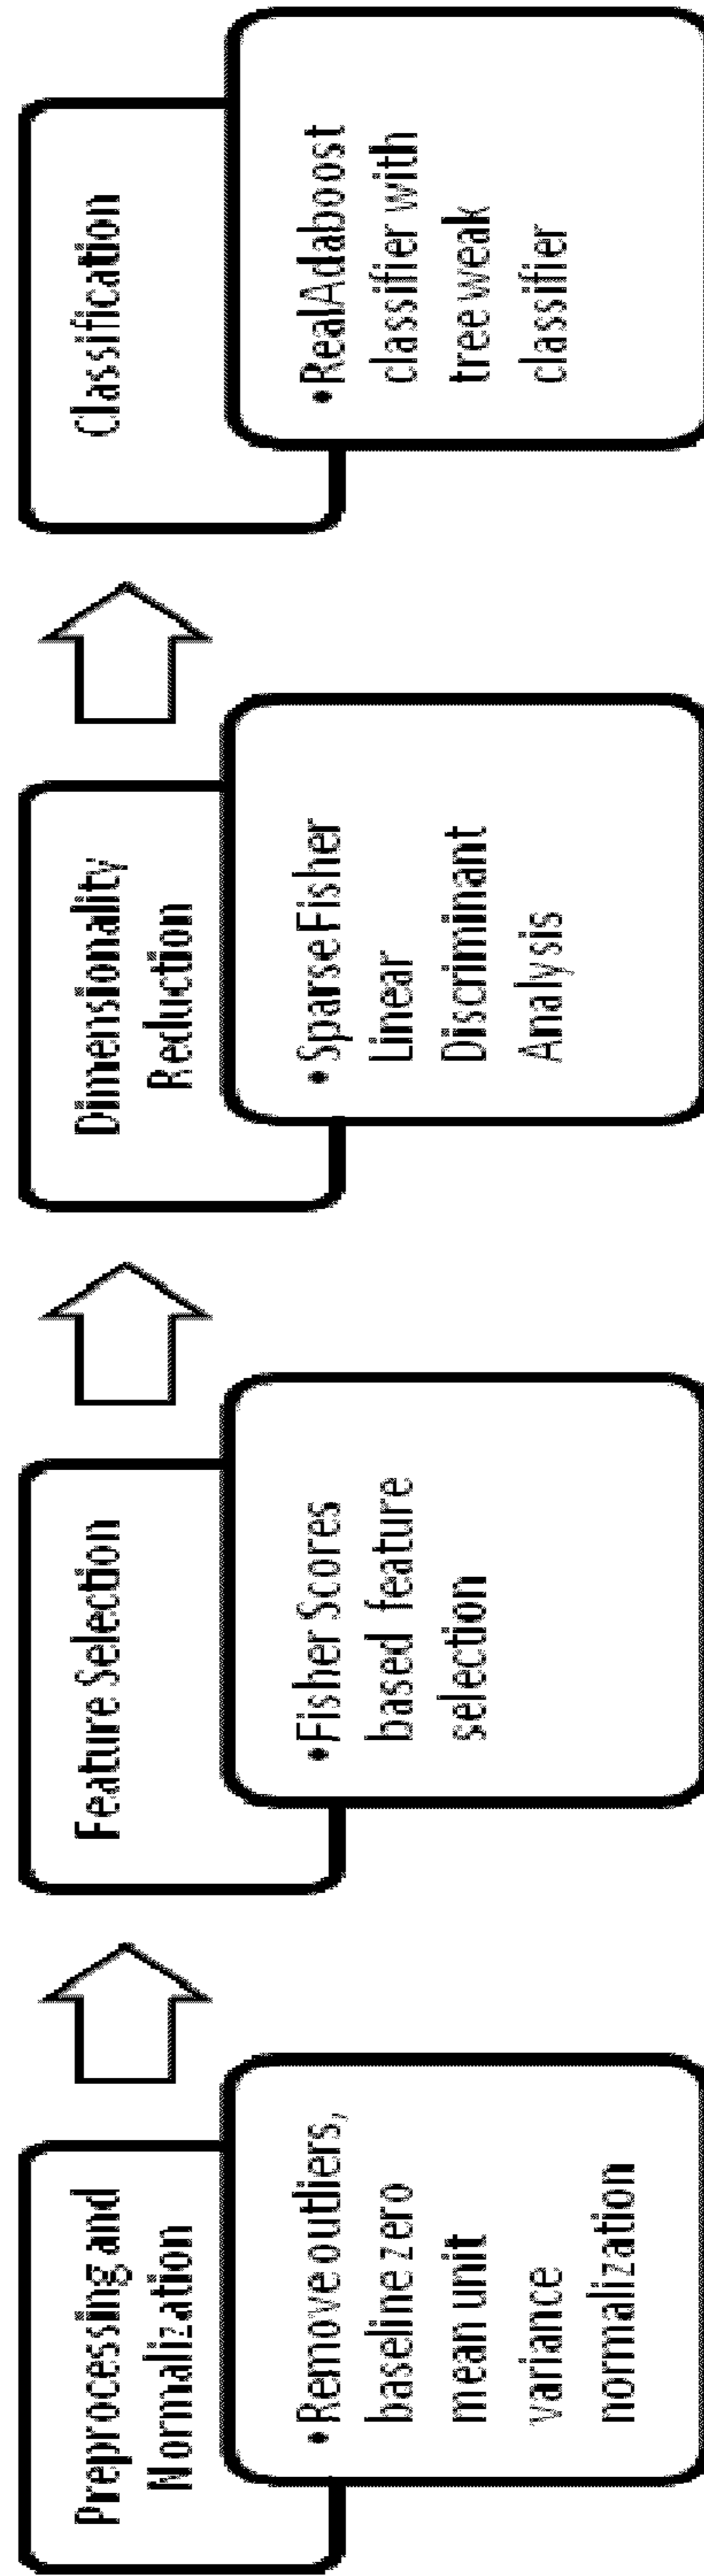 Preprocessing and
Normalization
•Remove outliers,
baseline zero
mean unit
variance
normalization
Feature Selection
•Fisher Scores
based feature
selection
Dimensionality
Reduction
•Sparse Fisher
Linear
Discriminant
Analysis
Classification
•RealAdaboost
classifier with
tree weak
classifier